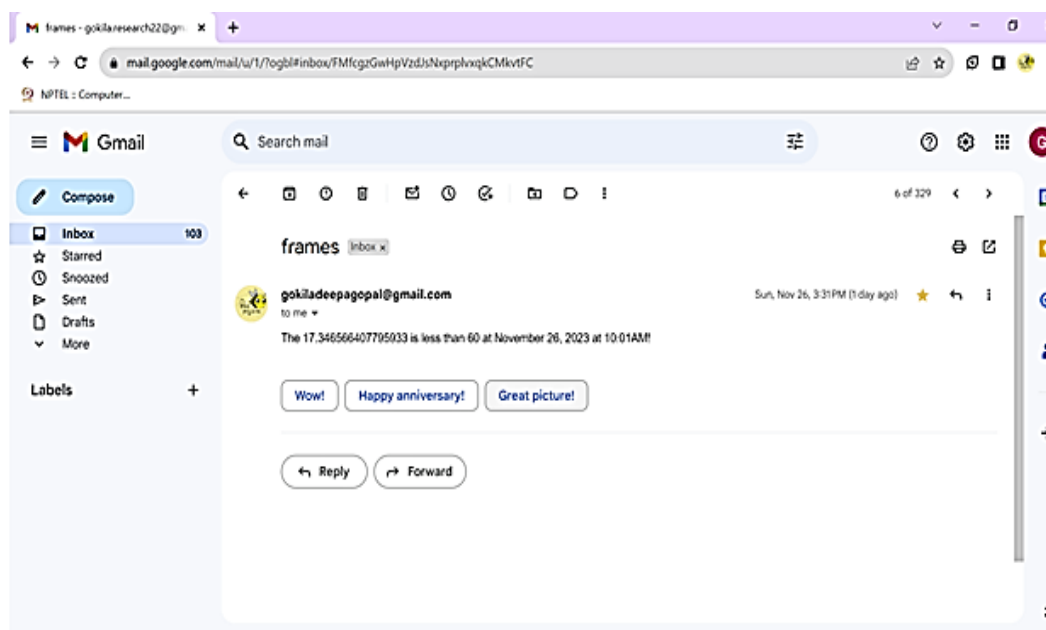 frames - gokila.research22@gm
mail.google.com/mail/u/1/?ogbl#inbox/FMfcgzGwHpVzdJsNxprplvxqkCMkvtFC
NPTEL : Computer...
Gmail
Search mail
G
Compose
6 of 329
Inbox 103
Starred
Snoozed
Sent
Drafts
More
Labels
frames Inbox x
gokiladeepagopal@gmail.com Sun, Nov 26, 3:31 PM (1 day ago)
to me
The 17.346566407795933 is less than 60 at November 26, 2023 at 10:01AM!
Wow! Happy anniversary! Great picture!
Reply Forward